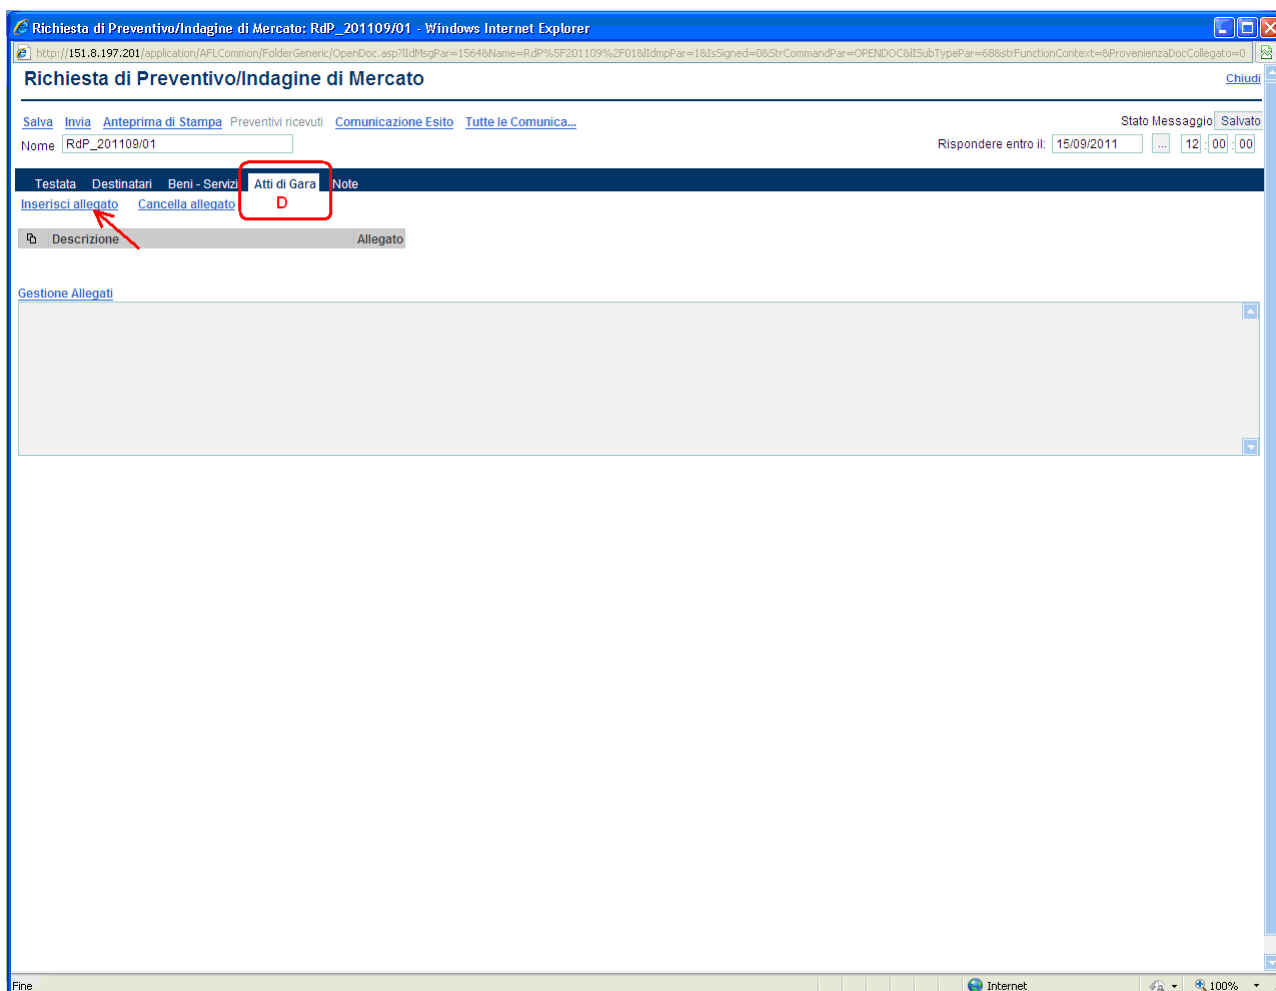 Richiesta di Preventivo/Indagine di Mercato: RdP_201109/01 - Windows Internet Explorer
http://151.8.197.201/application/AFLCommon/FolderGeneric/OpenDoc.asp?lIdMsgPar=1564&Name=RdP%5F201109%2F01&lIdmpPar=1&IsSigned=0&StrCommandPar=OPENDOC&lISubTypePar=68&strFunctionContext=&ProvenienzaDocCollegato=0
Richiesta di Preventivo/Indagine di Mercato Chiudi
Salva Invia Anteprima di Stampa Preventivi ricevuti Comunicazione Esito Tutte le Comunica... Stato Messaggio Salvato
Nome RdP_201109/01 Rispondere entro il: 15/09/2011 ... 12 : 00 : 00
Testata Destinatari Beni - Servizi Atti di Gara Note
Inserisci allegato Cancella allegato D
Descrizione Allegato
Gestione Allegati
Fine Internet 100%